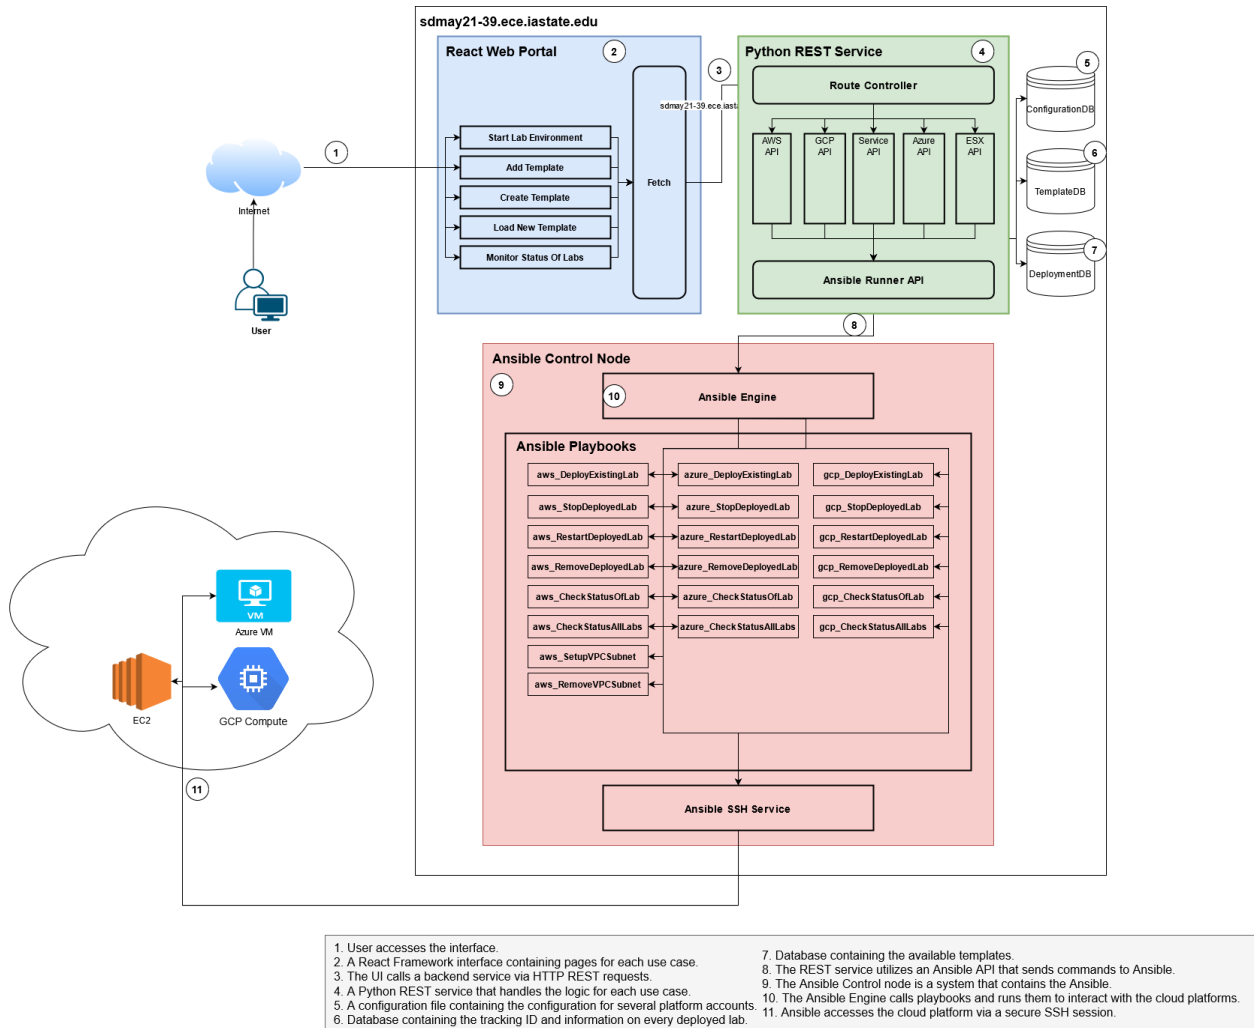 sdmay21-39.ece.iastate.edu
React Web Portal
2
3
Python REST Service
4
5
Route Controller
sdmay21-39.ece.iast
ConfigurationDB
Start Lab Environment
Add Template
Create Template
Load New Template
Monitor Status Of Labs
Fetch
AWS
API
GCP
API
Service
API
Azure
API
ESX
API
6
TemplateDB
7
DeploymentDB
Ansible Runner API
1
Internet
User
8
Ansible Control Node
9
10
Ansible Engine
Ansible Playbooks
aws_DeployExistingLab
azure_DeployExistingLab
gcp_DeployExistingLab
aws_StopDeployedLab
azure_StopDeployedLab
gcp_StopDeployedLab
aws_RestartDeployedLab
azure_RestartDeployedLab
gcp_RestartDeployedLab
aws_RemoveDeployedLab
azure_RemoveDeployedLab
gcp_RemoveDeployedLab
aws_CheckStatusOfLab
azure_CheckStatusOfLab
gcp_CheckStatusOfLab
aws_CheckStatusAllLabs
azure_CheckStatusAllLabs
gcp_CheckStatusAllLabs
aws_SetupVPCSubnet
aws_RemoveVPCSubnet
Ansible SSH Service
VM
Azure VM
EC2
GCP Compute
11
1. User accesses the interface.
2. A React Framework interface containing pages for each use case.
3. The UI calls a backend service via HTTP REST requests.
4. A Python REST service that handles the logic for each use case.
5. A configuration file containing the configuration for several platform accounts.
6. Database containing the tracking ID and information on every deployed lab.
7. Database containing the available templates.
8. The REST service utilizes an Ansible API that sends commands to Ansible.
9. The Ansible Control node is a system that contains the Ansible.
10. The Ansible Engine calls playbooks and runs them to interact with the cloud platforms.
11. Ansible accesses the cloud platform via a secure SSH session.